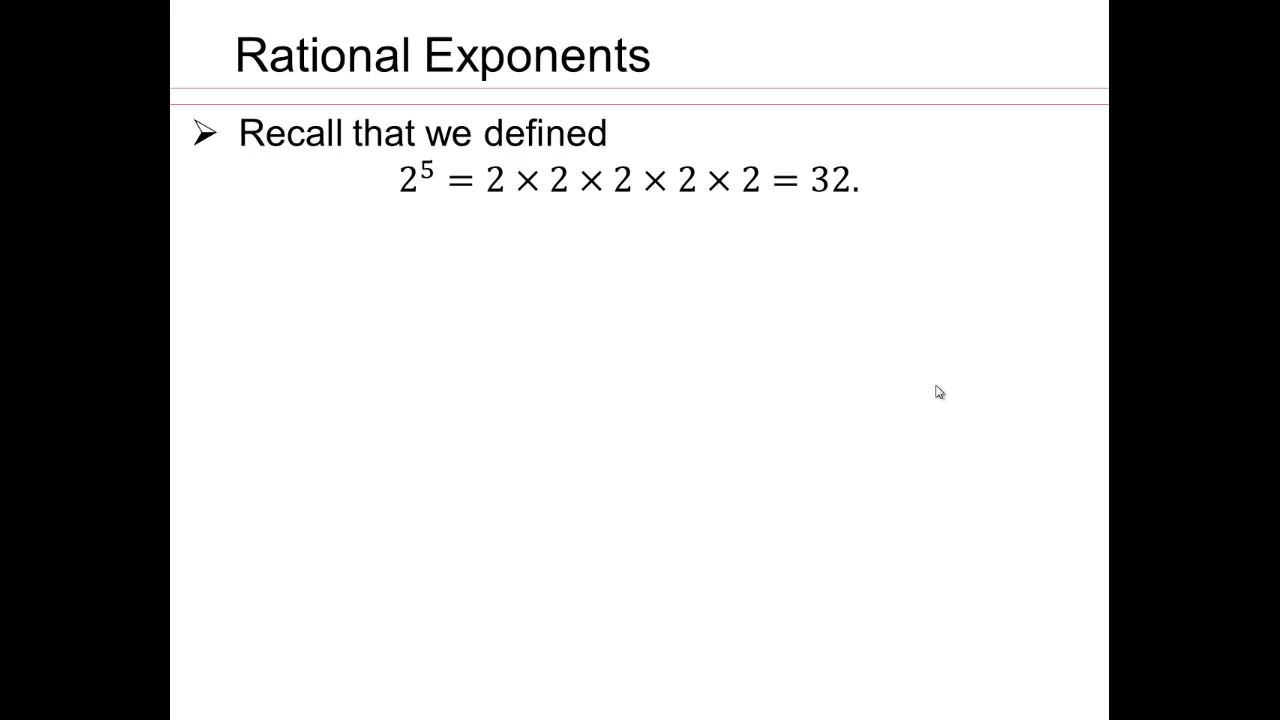 Rational Exponents
➢ Recall that we defined
2⁵ = 2 × 2 × 2 × 2 × 2 = 32.